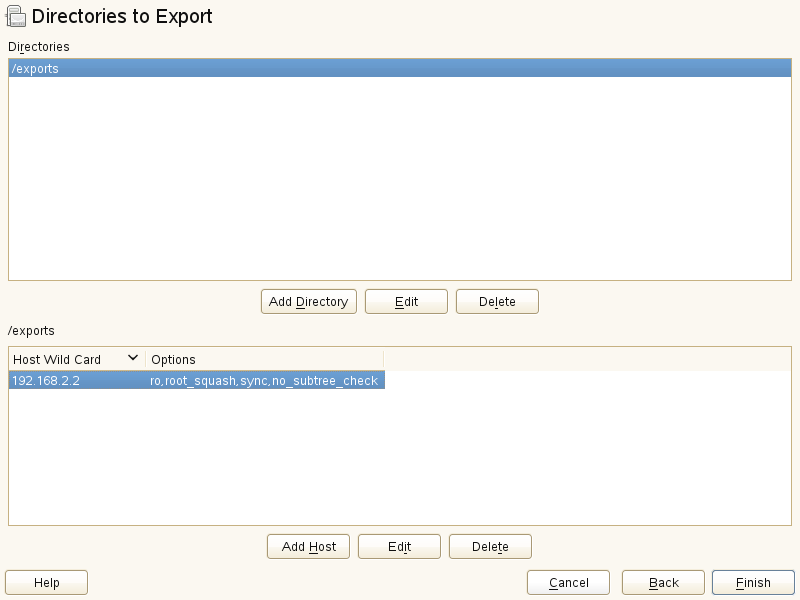 Directories to Export
Directories
/exports
Add Directory Edit Delete
/exports
Host Wild Card Options
192.168.2.2 ro,root_squash,sync,no_subtree_check
Add Host Edit Delete
Help Cancel Back Finish